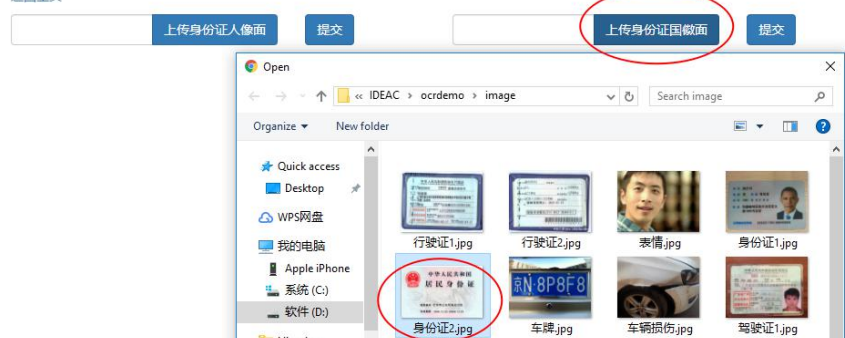 上传身份证人像面 提交 上传身份证国徽面 提交
Open
« IDEAC › ocrdemo › image
Search image
Organize New folder
Quick access
Desktop
WPS网盘
我的电脑
Apple iPhone
系统 (C:)
软件 (D:)
行驶证1.jpg 行驶证2.jpg 表情.jpg 身份证1.jpg
中华人民共和国
居民身份证
京N·8P8F8
身份证2.jpg 车牌.jpg 车辆损伤.jpg 驾驶证1.jpg